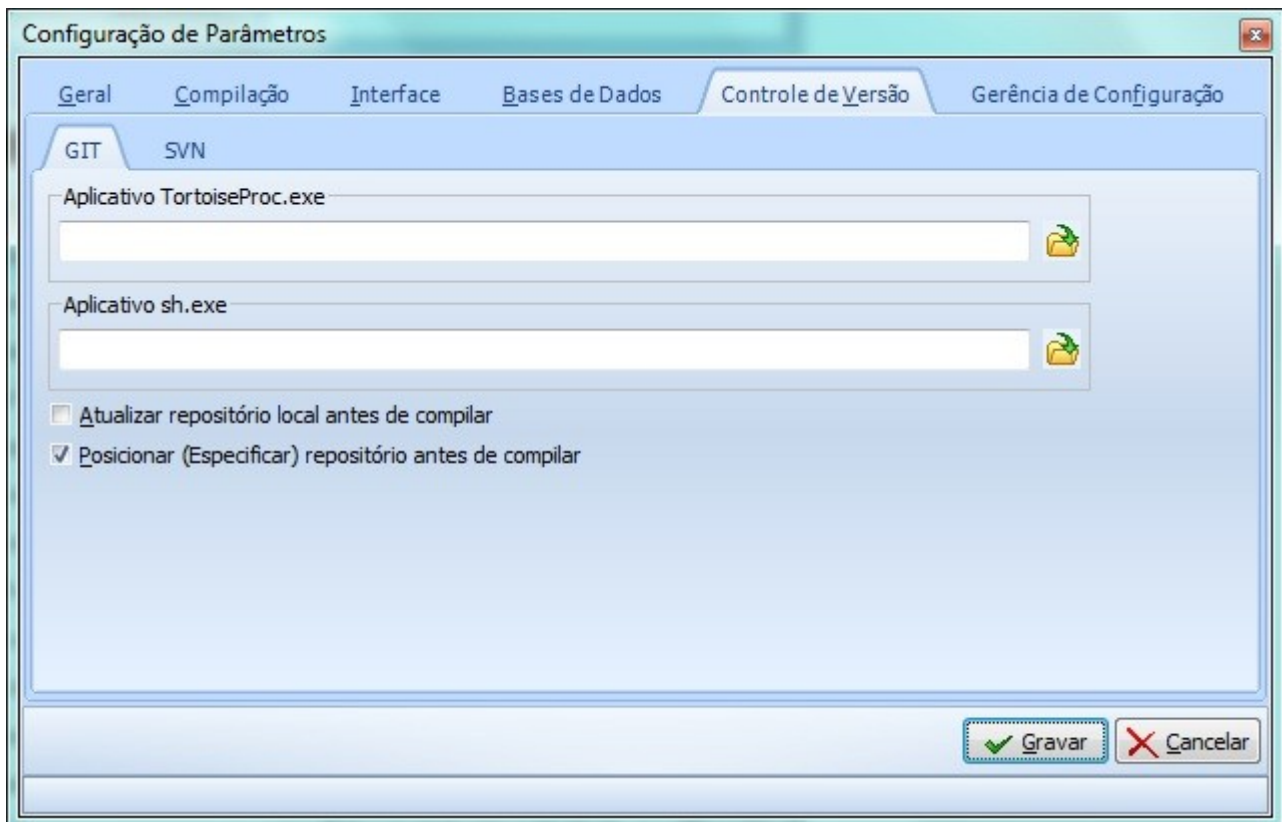 Configuração de Parâmetros
Geral Compilação Interface Bases de Dados Controle de Versão Gerência de Configuração
GIT SVN
Aplicativo TortoiseProc.exe
Aplicativo sh.exe
Atualizar repositório local antes de compilar
Posicionar (Especificar) repositório antes de compilar
Gravar Cancelar